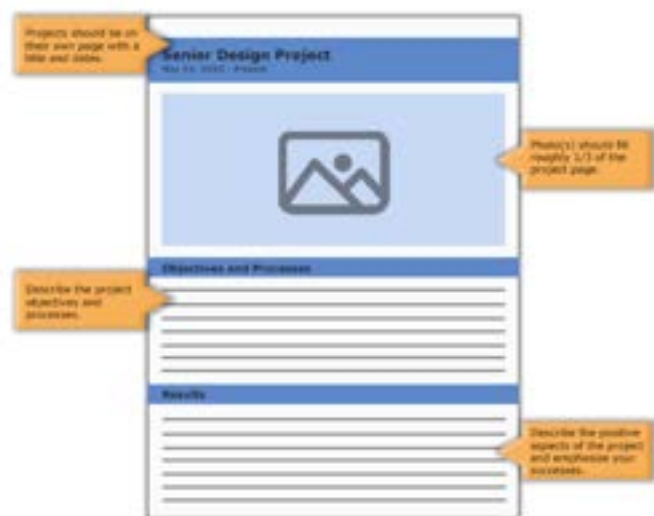 Projects should be on
their own page with a
title and dates.
Senior Design Project
- Present
Photo(s) should fill
roughly 1/3 of the
project page.
Objectives and Processes
Describe the project
objectives and
processes.
Results
Describe the positive
aspects of the project
and emphasize your
successes.